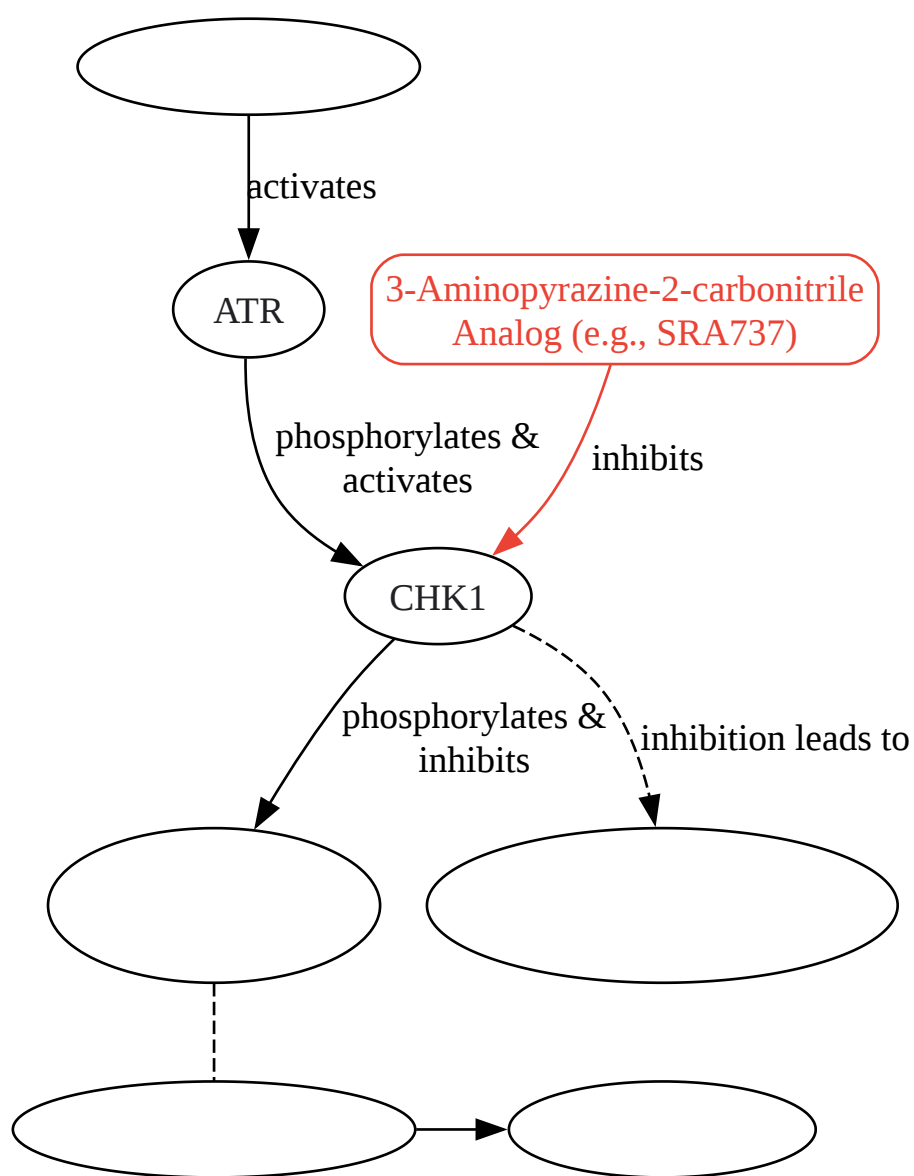 activates
ATR
3-Aminopyrazine-2-carbonitrile
Analog (e.g., SRA737)
phosphorylates &
activates
inhibits
CHK1
phosphorylates &
inhibits
inhibition leads to